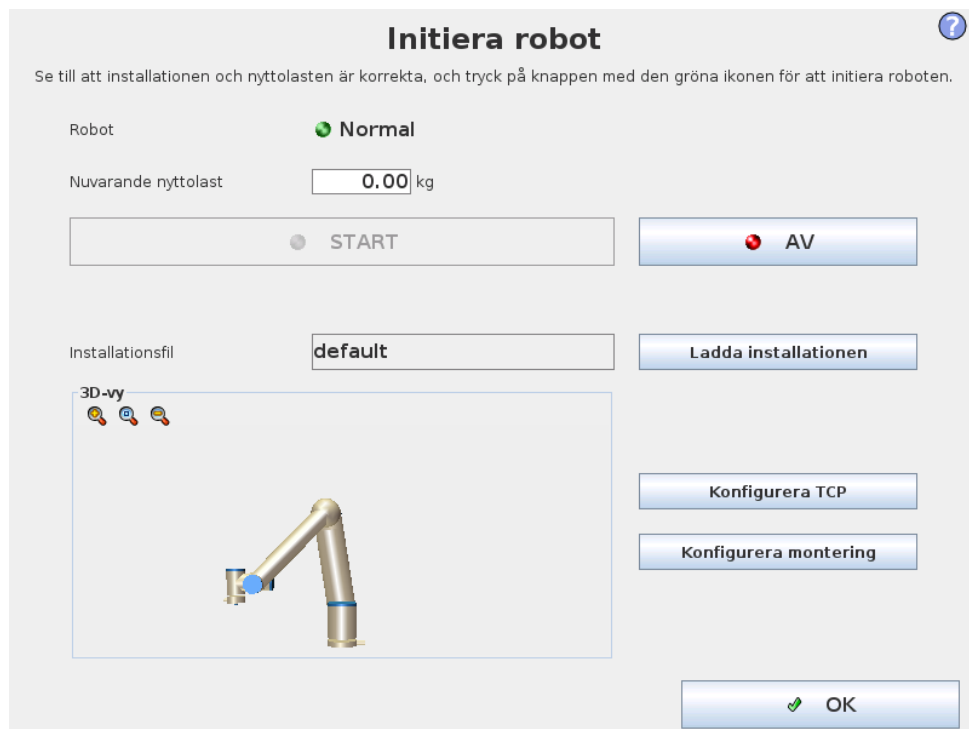 Initiera robot
?
Se till att installationen och nyttolasten är korrekta, och tryck på knappen med den gröna ikonen för att initiera roboten.
Robot
Normal
Nuvarande nyttolast
0.00 kg
START
AV
Installationsfil
default
Ladda installationen
3D-vy
Konfigurera TCP
Konfigurera montering
OK